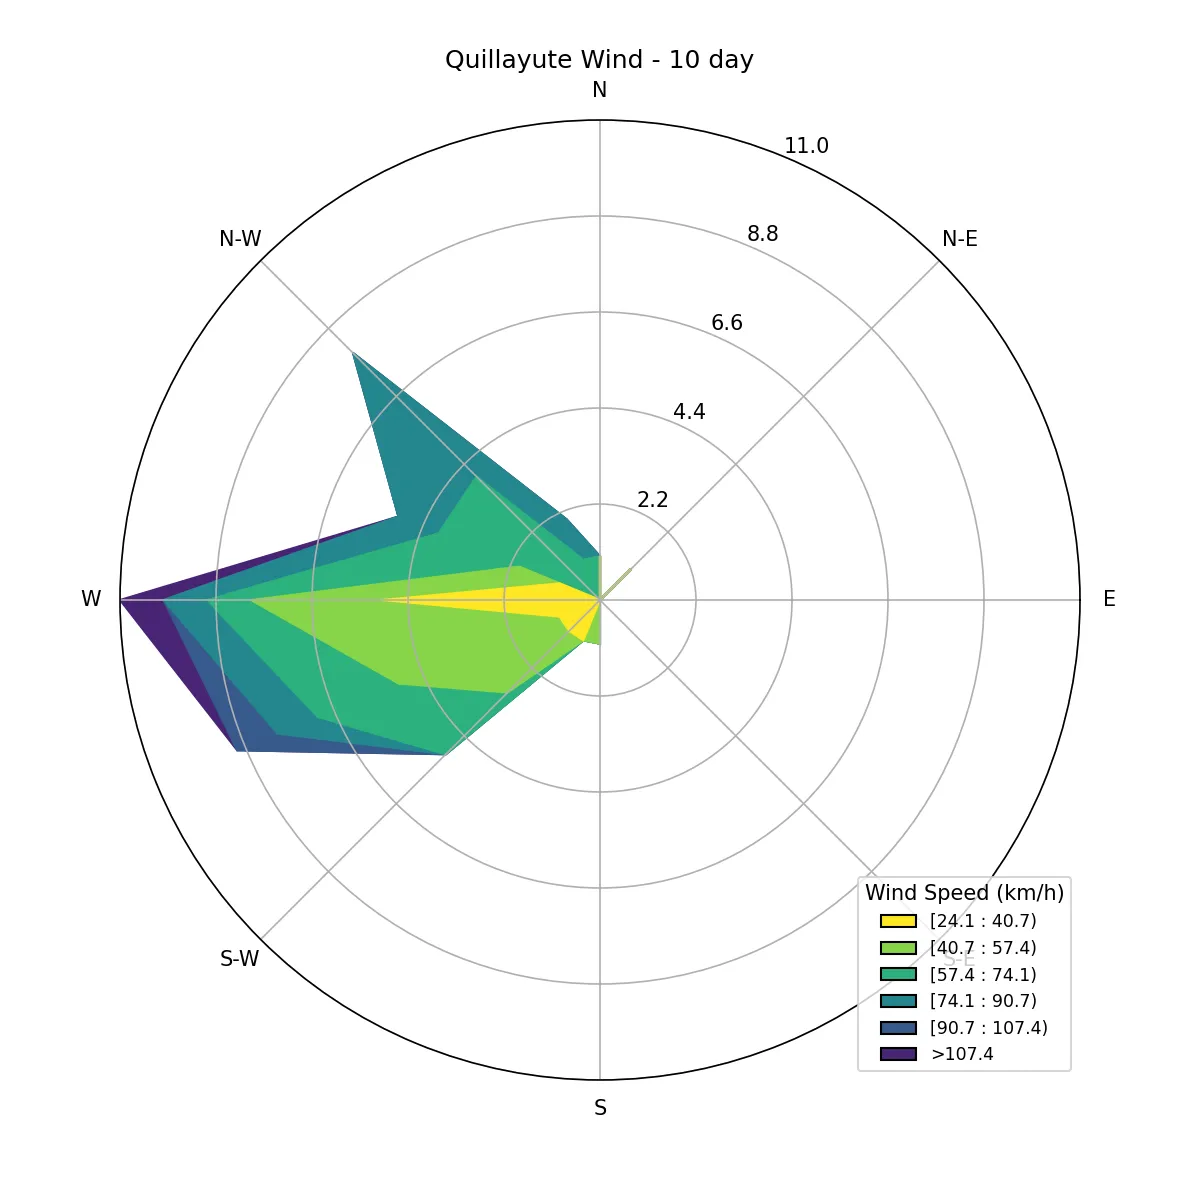 Quillayute Wind - 10 day
N
11.0
N-W
8.8
N-E
6.6
4.4
2.2
W
E
Wind Speed (km/h)
[24.1 : 40.7)
[40.7 : 57.4)
S-W
S-E
[57.4 : 74.1)
[74.1 : 90.7)
[90.7 : 107.4)
>107.4
S